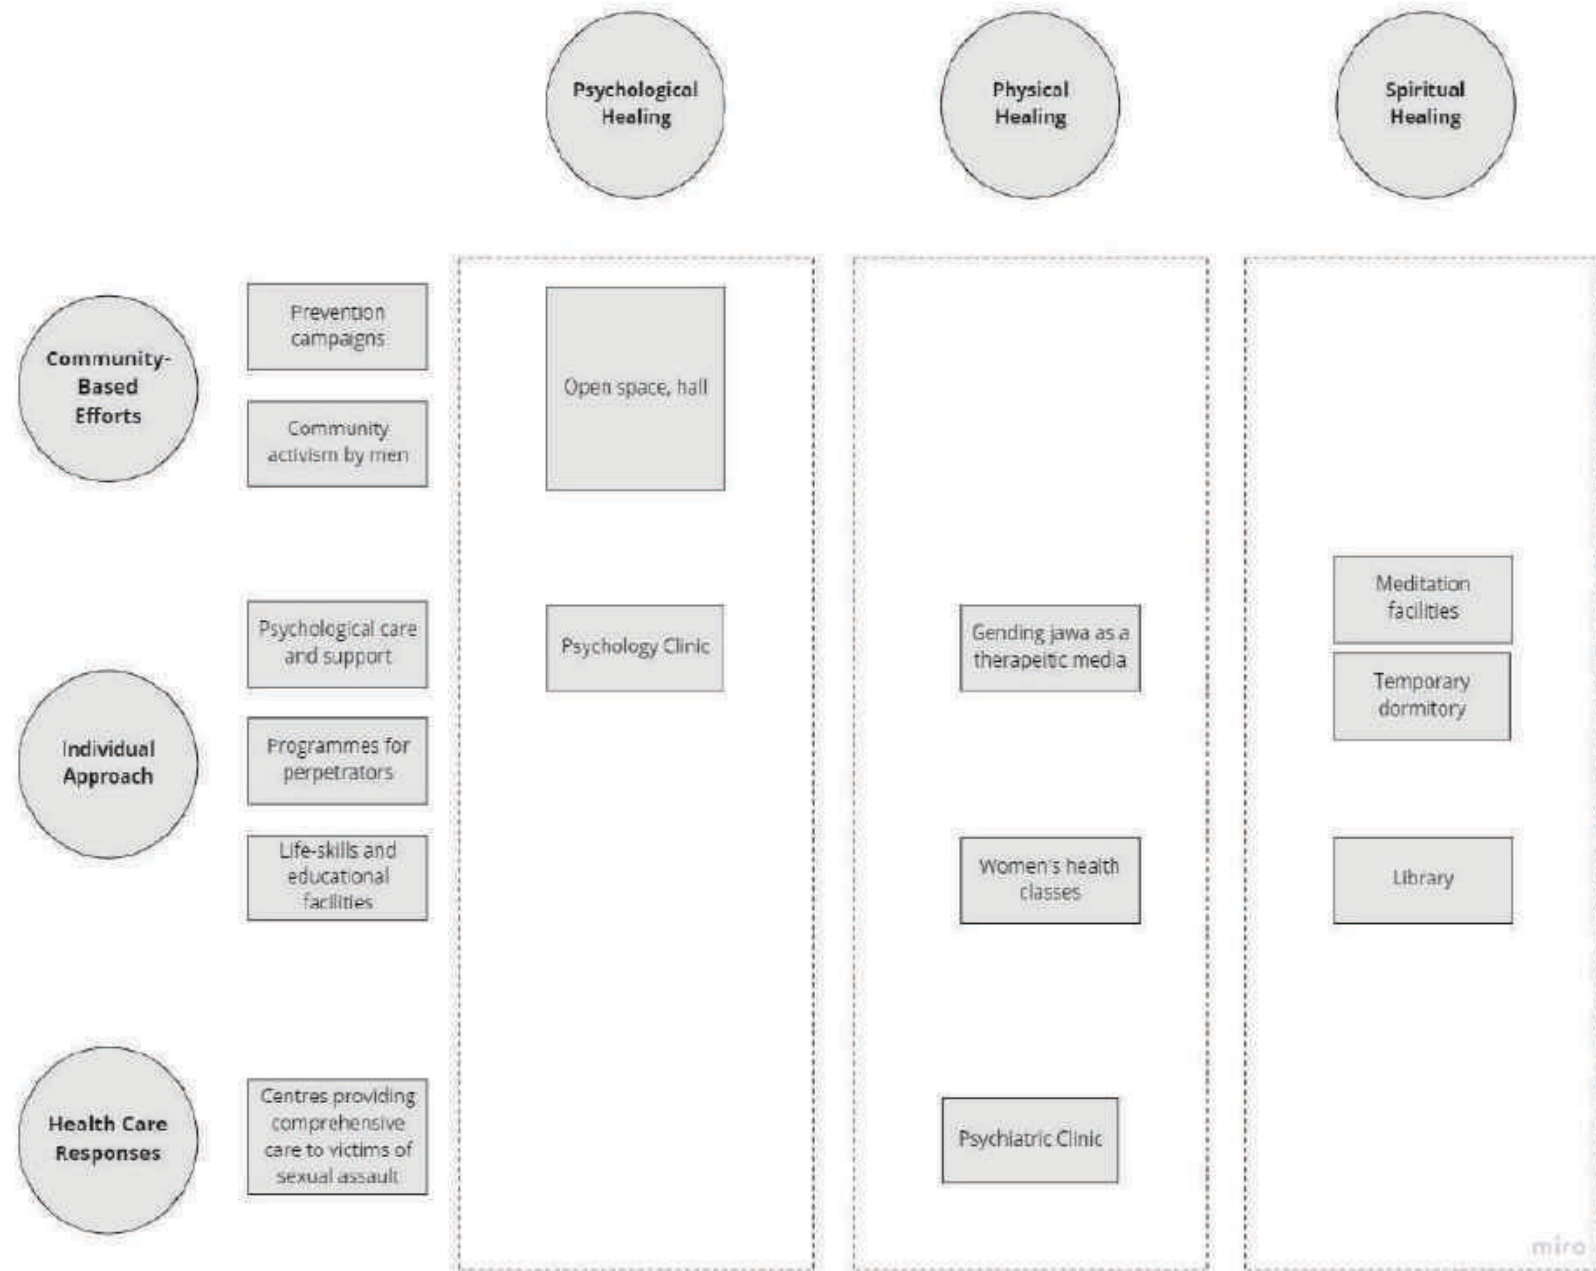 Psychological
Healing
Physical
Healing
Spiritual
Healing
Community-
Based
Efforts
Prevention
campaigns
Community
activism by men
Open space, hall
Individual
Approach
Psychological care
and support
Programmes for
perpetrators
Life-skills and
educational
facilities
Psychology Clinic
Gending jawa as a
therapeitic media
Meditation
facilities
Temporary
dormitory
Women's health
classes
Library
Health Care
Responses
Centres providing
comprehensive
care to victims of
sexual assault
Psychiatric Clinic
miro